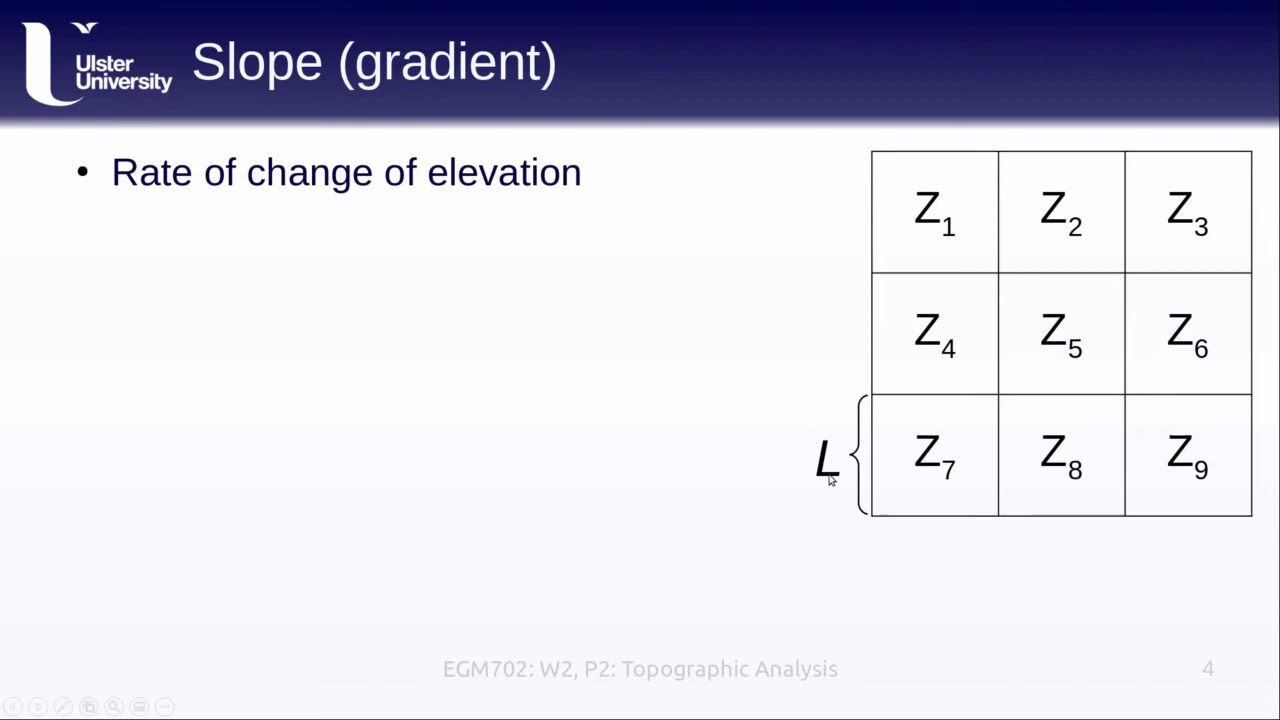 Ulster
University
Slope (gradient)
• Rate of change of elevation
Z₁ Z₂ Z₃
Z₄ Z₅ Z₆
L { Z₇ Z₈ Z₉
EGM702: W2, P2: Topographic Analysis
4